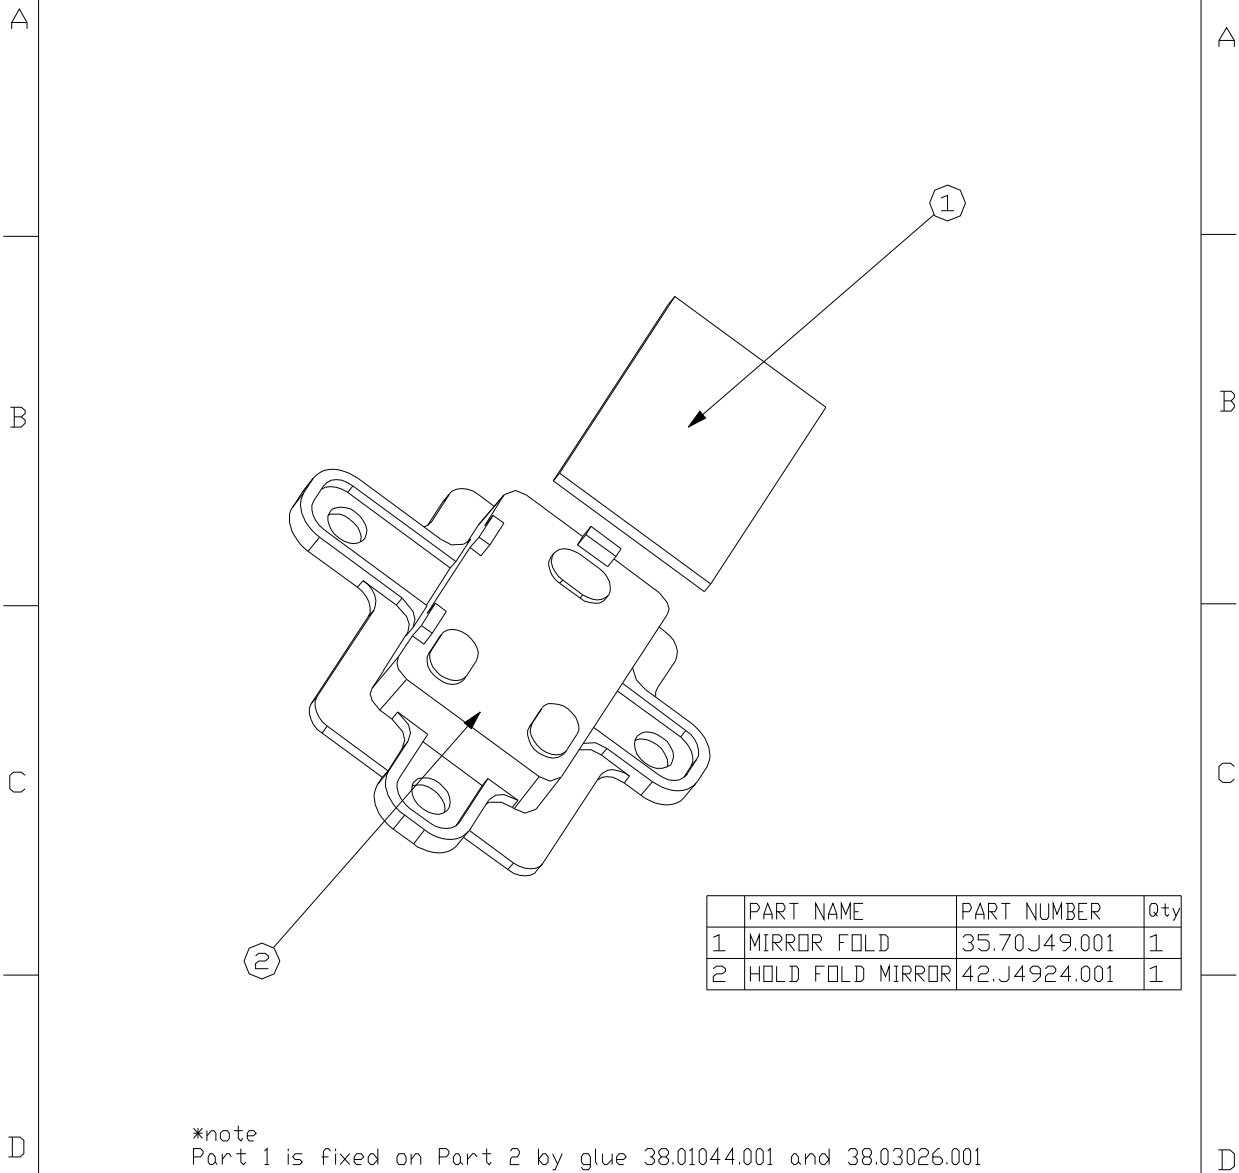 A
A
1
B
B
C
C
2
PART NAME PART NUMBER Qty
1 MIRROR FOLD 35.70J49.001 1
2 HOLD FOLD MIRROR 42.J4924.001 1
*note
Part 1 is fixed on Part 2 by glue 38.01044.001 and 38.03026.001
D
D